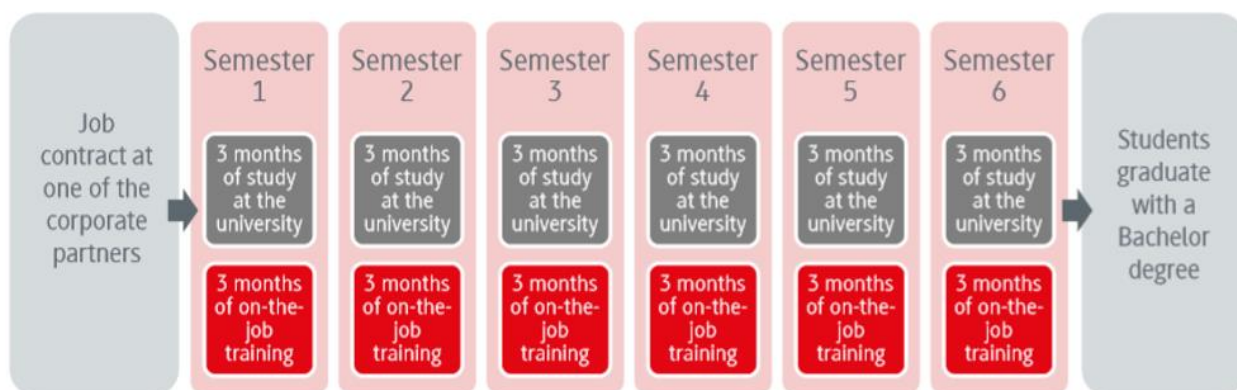 Job
contract at
one of the
corporate
partners
Semester
1
3 months
of study
at the
university
3 months
of on-the-
job
training
Semester
2
3 months
of study
at the
university
3 months
of on-the-
job
training
Semester
3
3 months
of study
at the
university
3 months
of on-the-
job
training
Semester
4
3 months
of study
at the
university
3 months
of on-the-
job
training
Semester
5
3 months
of study
at the
university
3 months
of on-the-
job
training
Semester
6
3 months
of study
at the
university
3 months
of on-the-
job
training
Students
graduate
with a
Bachelor
degree